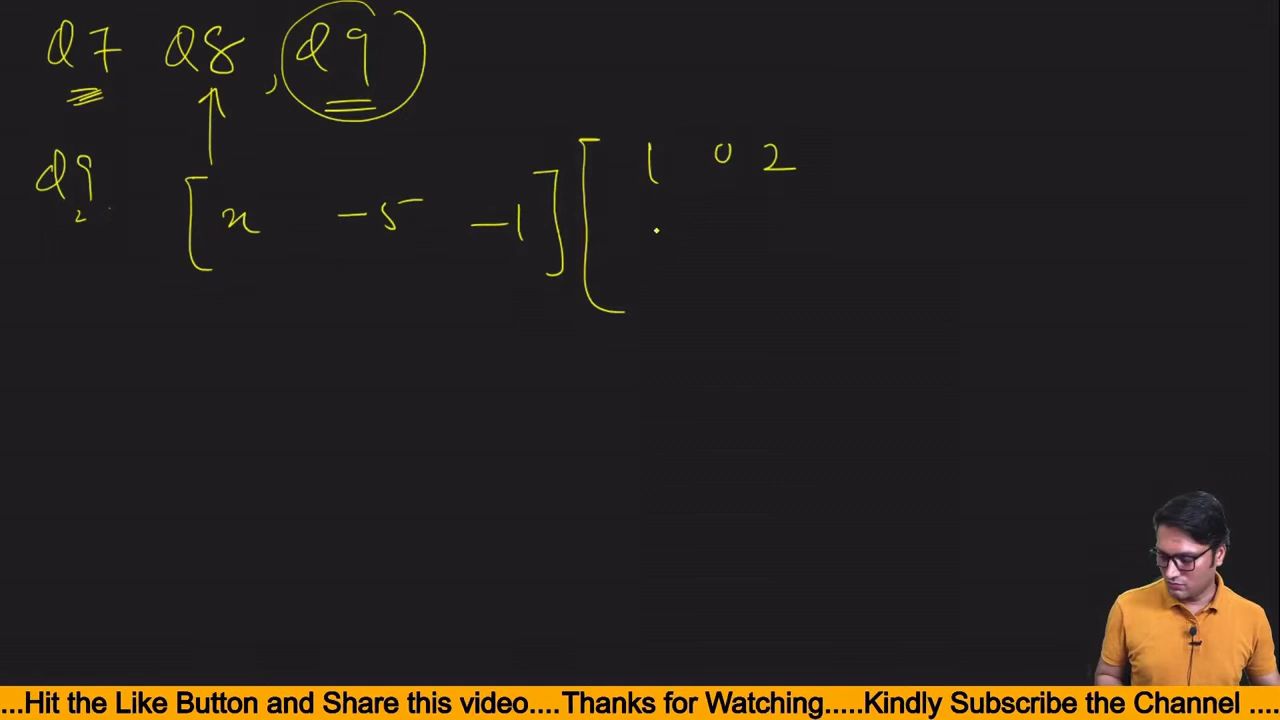 Q7 Q8, Q9
Q9
[x -5 -1] [1 0 2
...Hit the Like Button and Share this video....Thanks for Watching.....Kindly Subscribe the Channel ....